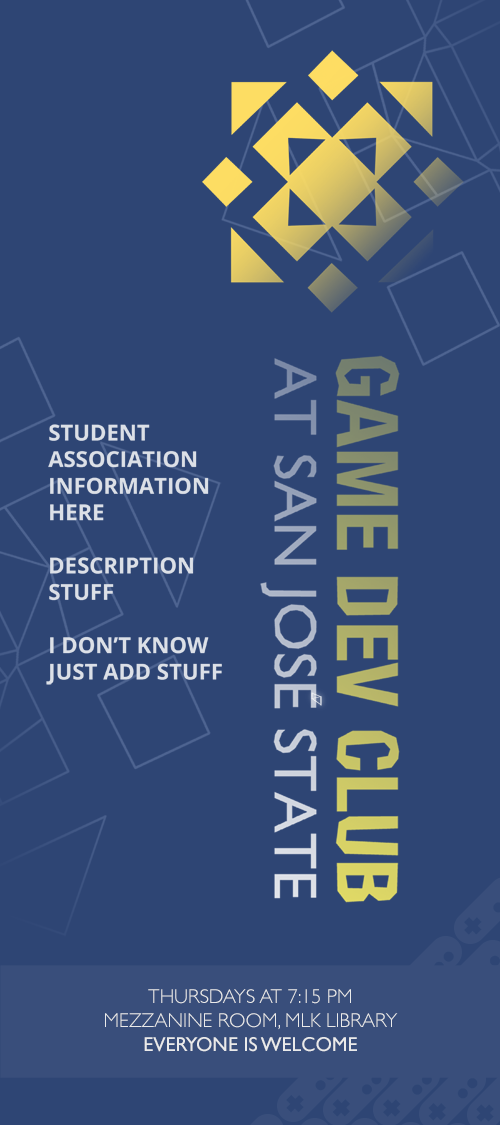 GAME DEV CLUB
AT SAN JOSE STATE
STUDENT
ASSOCIATION
INFORMATION
HERE
DESCRIPTION
STUFF
I DON'T KNOW
JUST ADD STUFF
THURSDAYS AT 7:15 PM
MEZZANINE ROOM, MLK LIBRARY
EVERYONE IS WELCOME